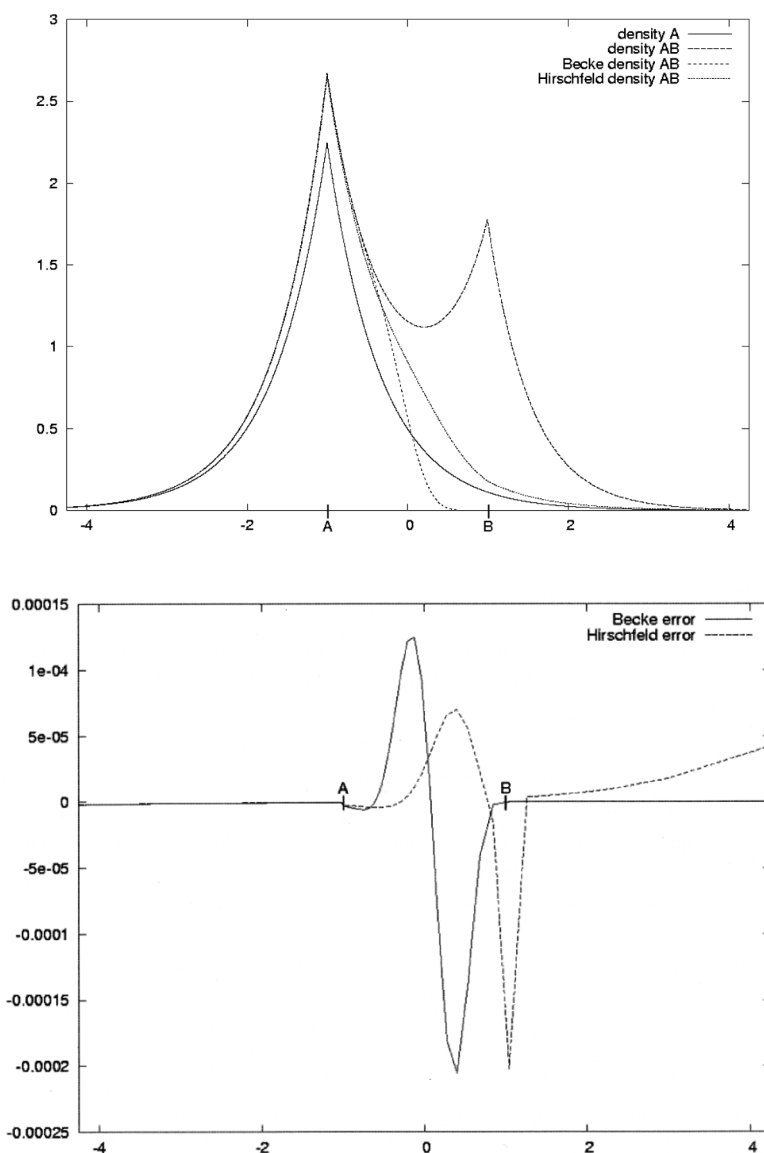 3
2.5
2
1.5
1
0.5
0
density A
density AB
Becke density AB
Hirschfeld density AB
-4 -2 A 0 B 2 4
0.00015
1e-04
5e-05
0
-5e-05
-0.0001
-0.00015
-0.0002
-0.00025
Becke error
Hirschfeld error
A B
-4 -2 0 2 4